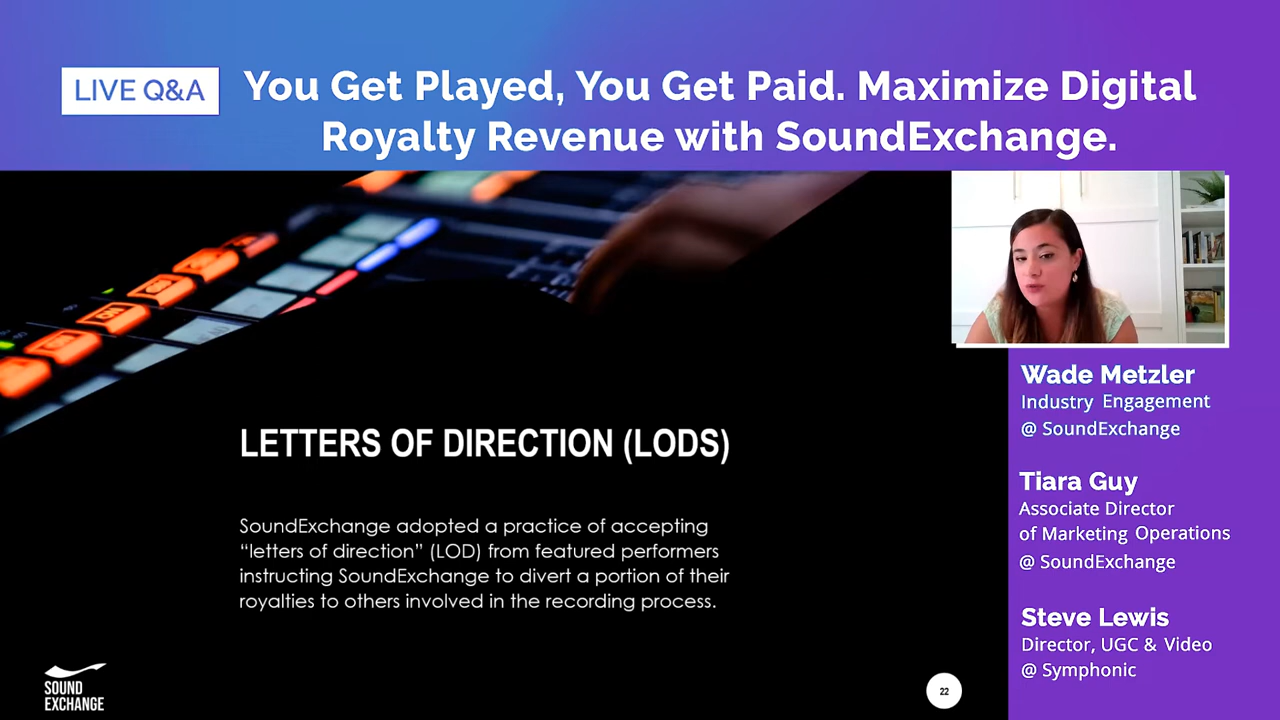 LIVE Q&A
You Get Played, You Get Paid. Maximize Digital
Royalty Revenue with SoundExchange.
LETTERS OF DIRECTION (LODS)
SoundExchange adopted a practice of accepting
“letters of direction” (LOD) from featured performers
instructing SoundExchange to divert a portion of their
royalties to others involved in the recording process.
SOUND
EXCHANGE
22
Wade Metzler
Industry Engagement
@ SoundExchange
Tiara Guy
Associate Director
of Marketing Operations
@ SoundExchange
Steve Lewis
Director, UGC & Video
@ Symphonic